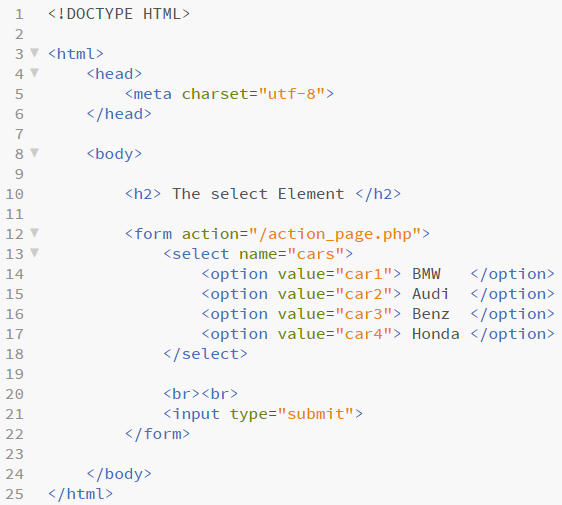 1 <!DOCTYPE HTML>
2
3 <html>
4     <head>
5         <meta charset="utf-8">
6     </head>
7
8     <body>
9
10         <h2> The select Element </h2>
11
12         <form action="/action_page.php">
13             <select name="cars">
14                 <option value="car1"> BMW   </option>
15                 <option value="car2"> Audi  </option>
16                 <option value="car3"> Benz  </option>
17                 <option value="car4"> Honda </option>
18             </select>
19
20             <br><br>
21             <input type="submit">
22         </form>
23
24     </body>
25 </html>